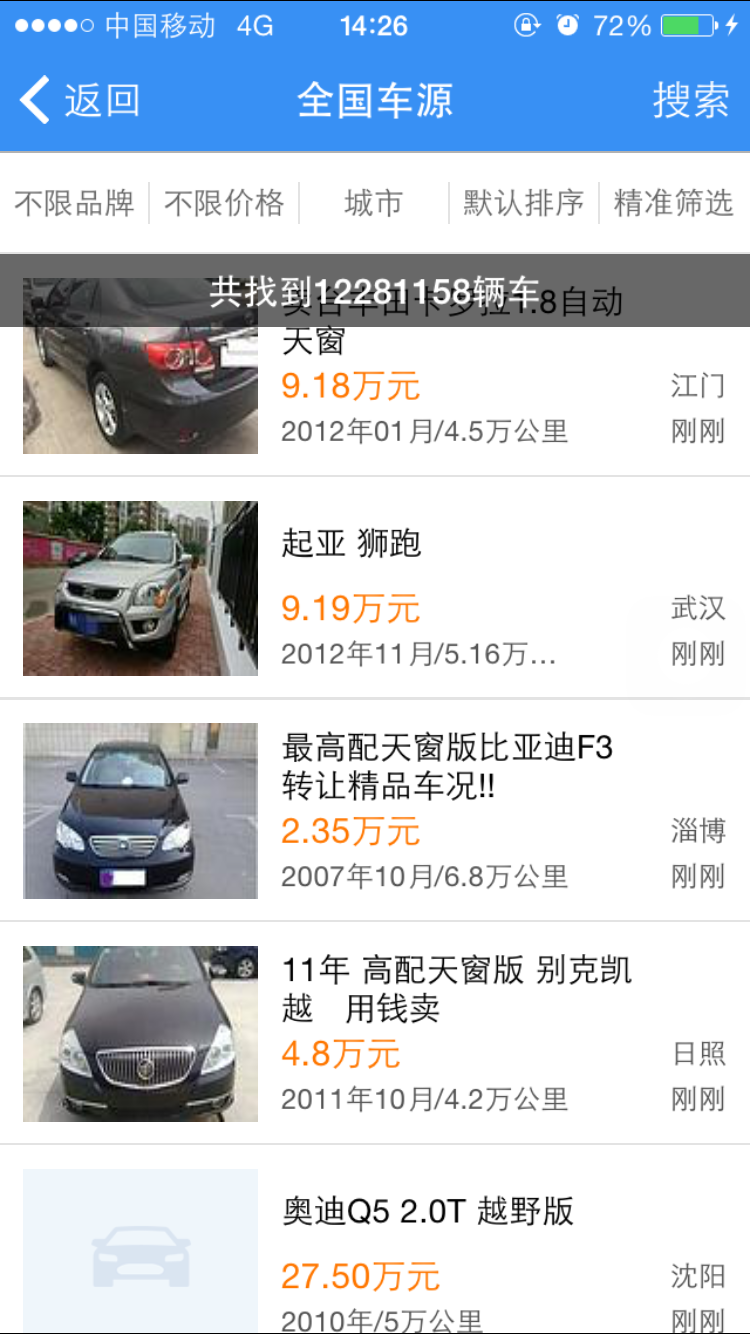 中国移动 4G 14:26 72%
返回 全国车源 搜索
不限品牌 不限价格 城市 默认排序 精准筛选
共找到12281158辆车
卖台丰田卡罗拉1.8自动
天窗
9.18万元 江门
2012年01月/4.5万公里 刚刚
起亚 狮跑
9.19万元 武汉
2012年11月/5.16万... 刚刚
最高配天窗版比亚迪F3
转让精品车况!!
2.35万元 淄博
2007年10月/6.8万公里 刚刚
11年 高配天窗版 别克凯
越 用钱卖
4.8万元 日照
2011年10月/4.2万公里 刚刚
奥迪Q5 2.0T 越野版
27.50万元 沈阳
2010年/5万公里 刚刚